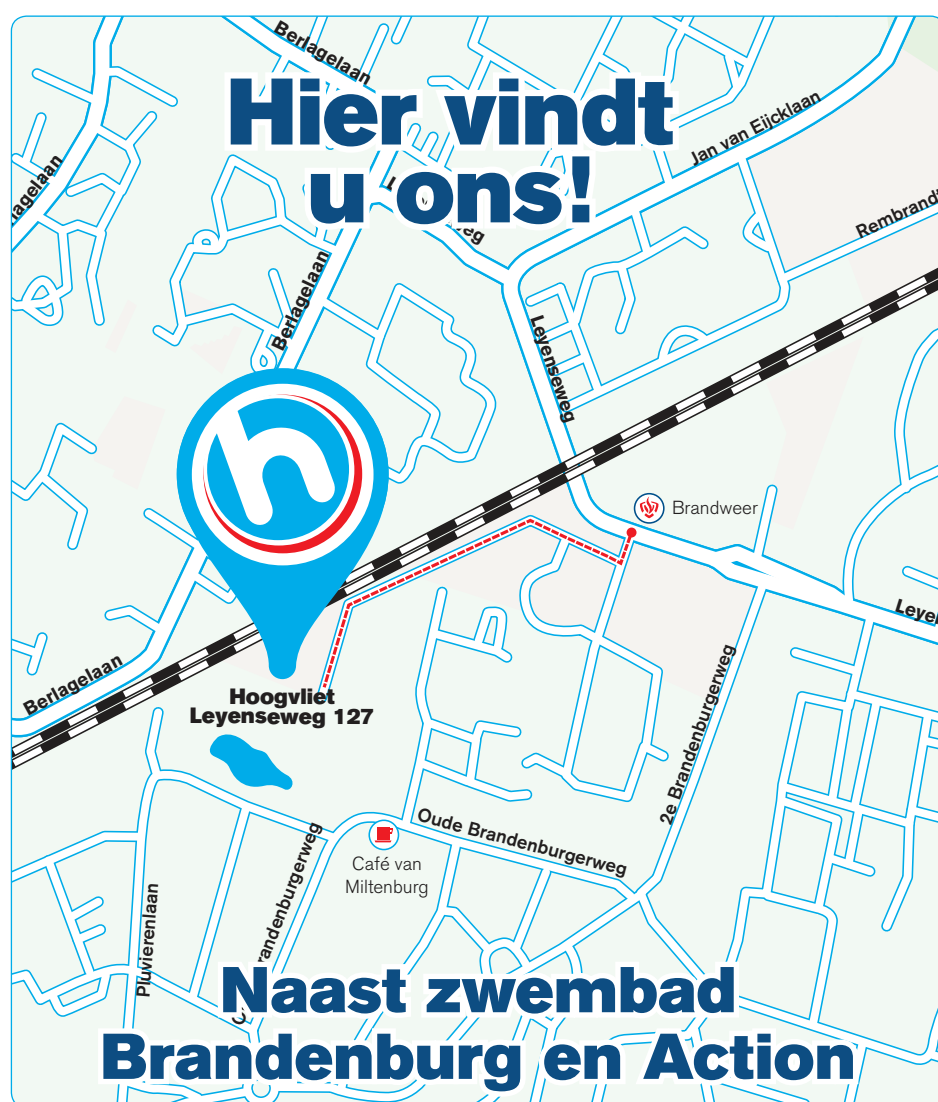 Berlagelaan
Hier vindt
u ons!
Jan van Eijcklaan
Berlagelaan
Leyenseweg
Brandweer
Berlagelaan
Hoogvliet
Leyenseweg 127
2e Brandenburgerweg
Oude Brandenburgerweg
Café van
Miltenburg
Pluvierenlaan
Naast zwembad
Brandenburg en Action